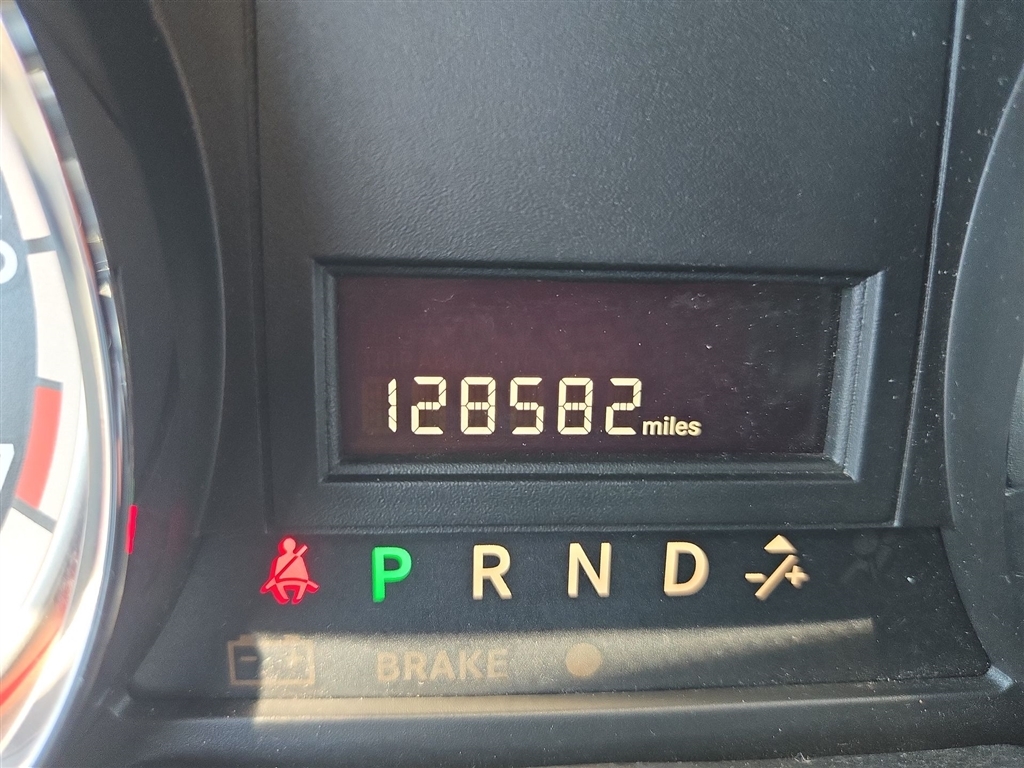 128582 miles
P R N D - +
- + BRAKE